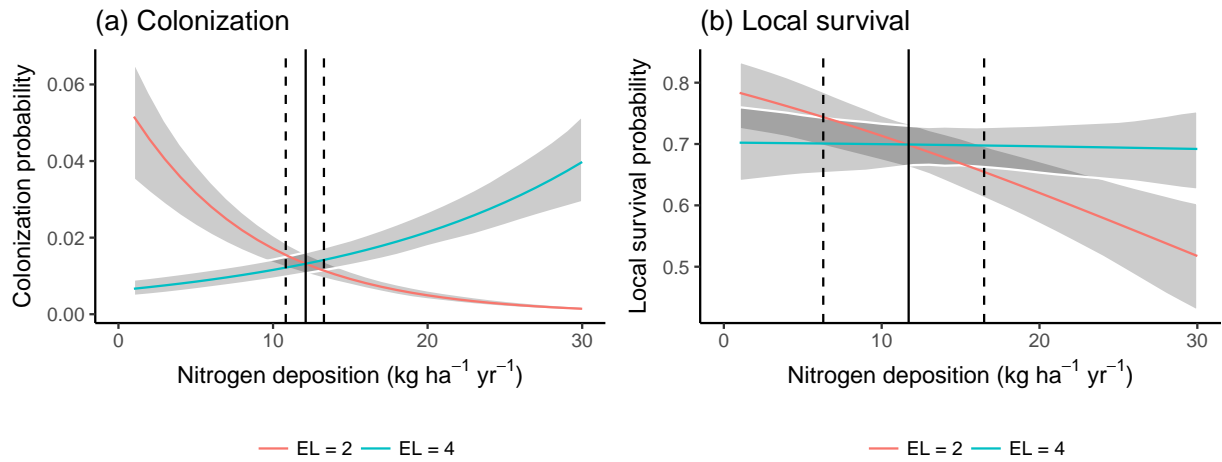 (a) Colonization
Colonization probability
0.06
0.04
0.02
0.00
0 10 20 30
Nitrogen deposition (kg ha⁻¹ yr⁻¹)
EL = 2 EL = 4
(b) Local survival
Local survival probability
0.8
0.7
0.6
0.5
0 10 20 30
Nitrogen deposition (kg ha⁻¹ yr⁻¹)
EL = 2 EL = 4